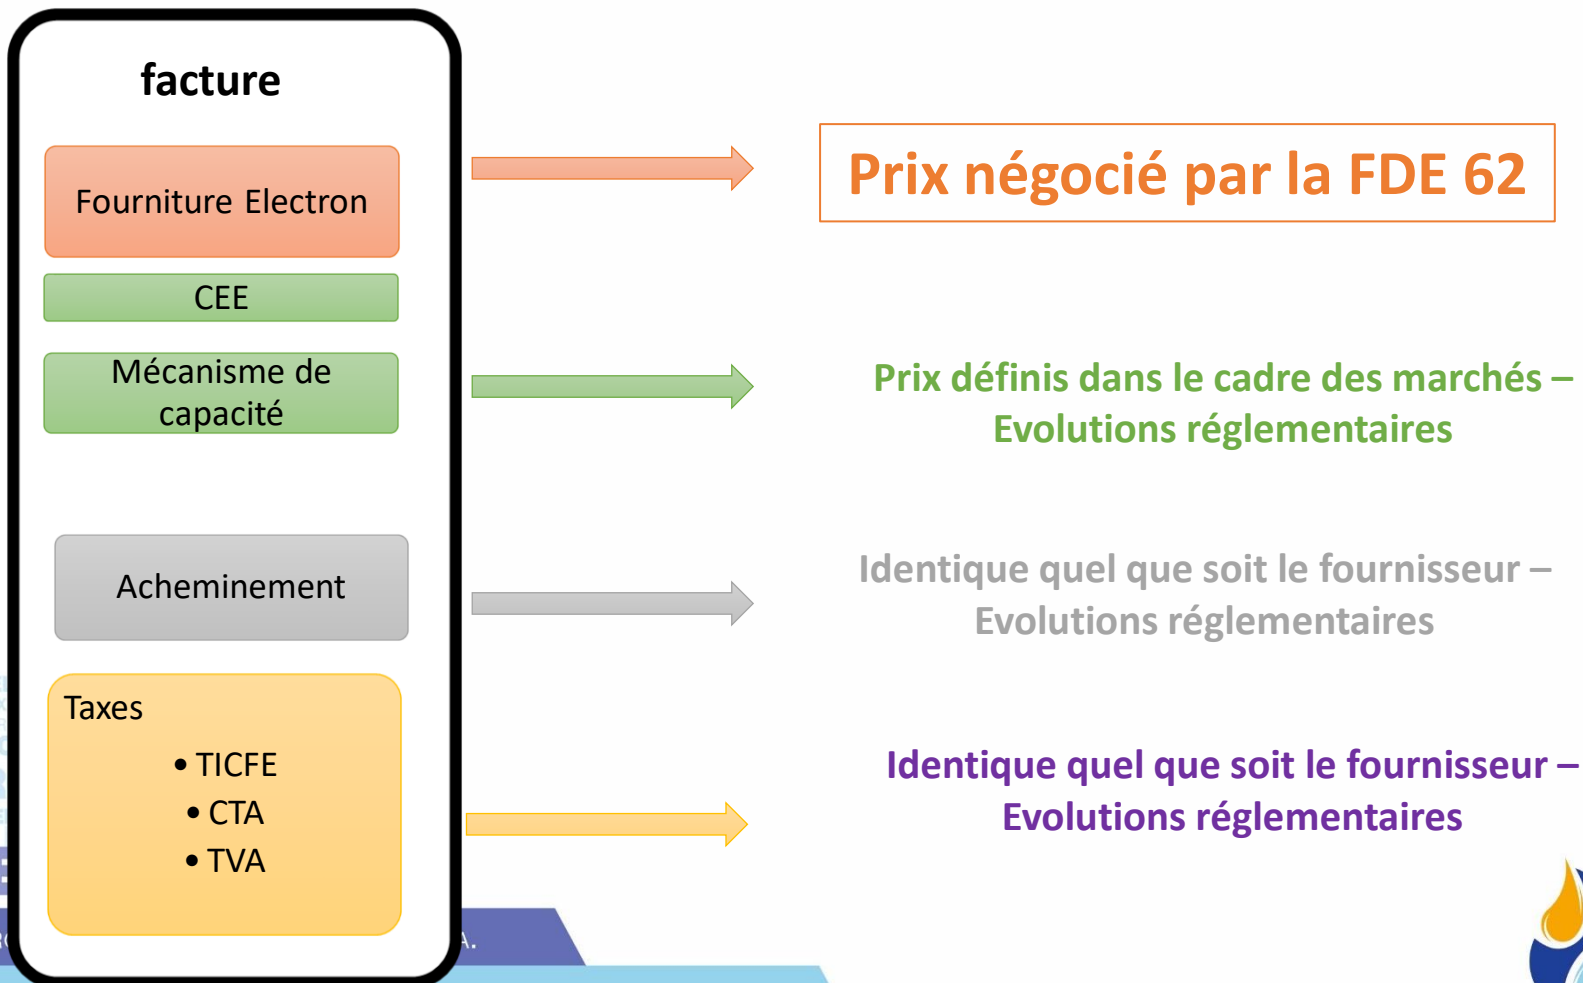 facture
Fourniture Electron
Prix négocié par la FDE 62
CEE
Mécanisme de
capacité
Prix définis dans le cadre des marchés –
Evolutions réglementaires
Acheminement
Identique quel que soit le fournisseur –
Evolutions réglementaires
Taxes
• TICFE
• CTA
• TVA
Identique quel que soit le fournisseur –
Evolutions réglementaires